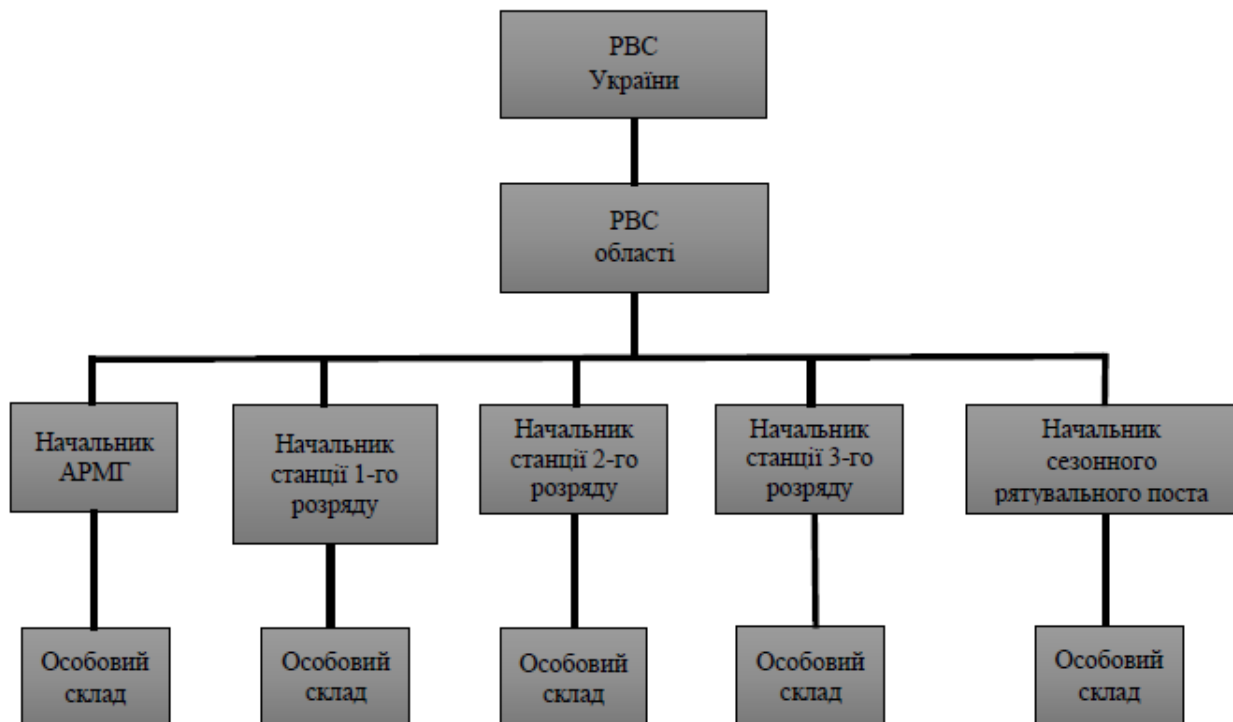 РВС
України
РВС
області
Начальник
АРМГ
Начальник
станції 1-го
розряду
Начальник
станції 2-го
розряду
Начальник
станції 3-го
розряду
Начальник
сезонного
рятувального поста
Особовий
склад
Особовий
склад
Особовий
склад
Особовий
склад
Особовий
склад